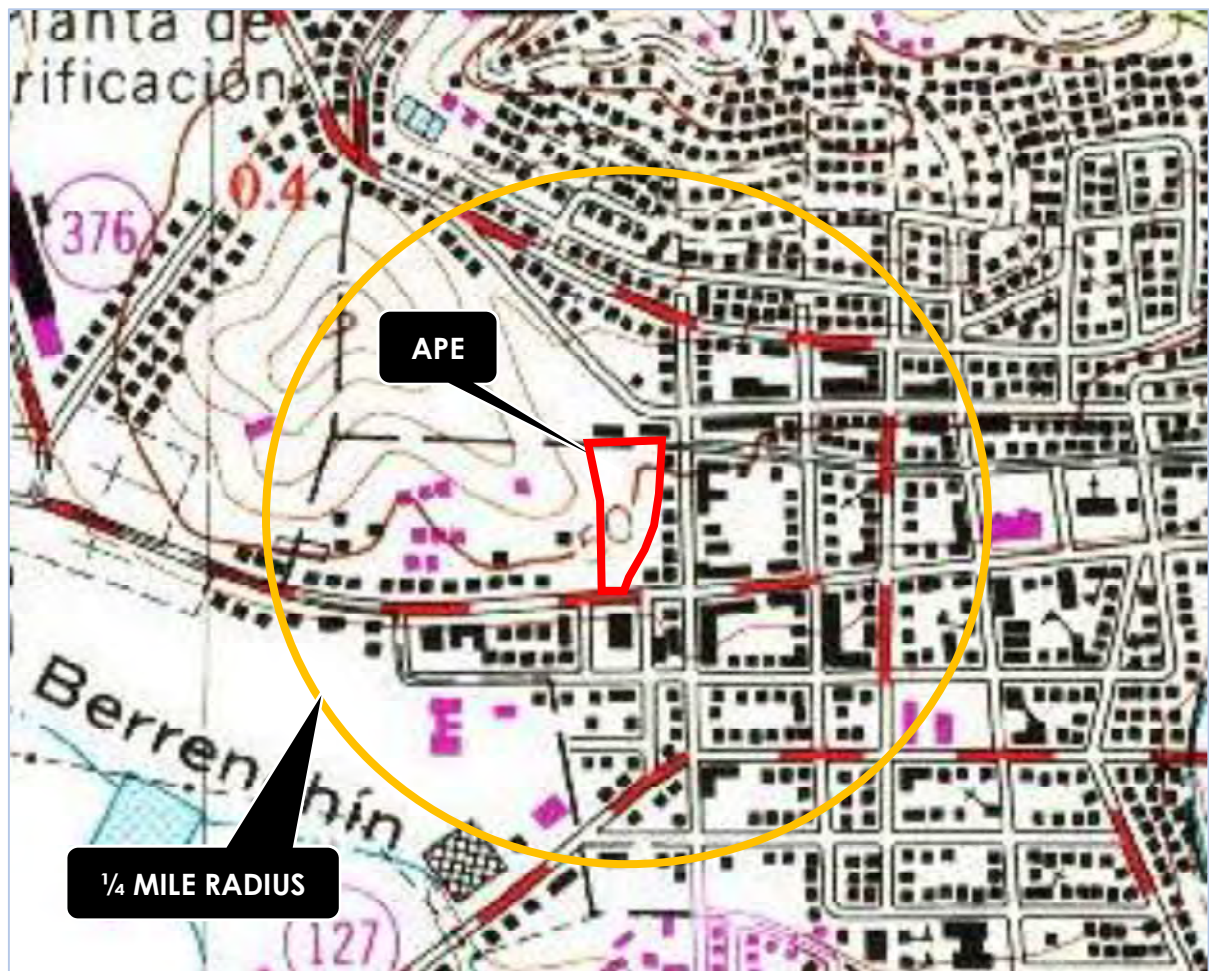 lanta de
rificación
0.4
376
APE
Berrenchín
¼ MILE RADIUS
127